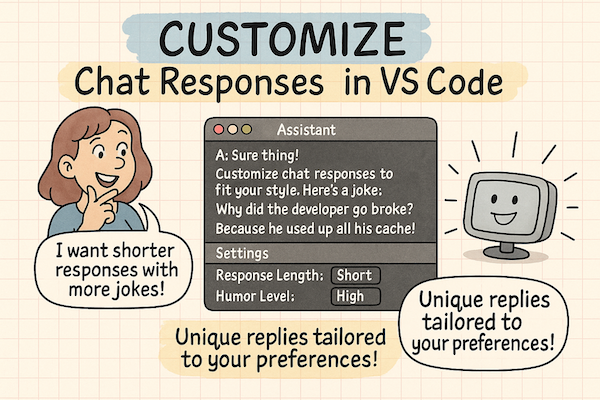 CUSTOMIZE
Chat Responses in VS Code
Assistant
A: Sure thing!
Customize chat responses to
fit your style. Here's a joke:
Why did the developer go broke?
Because he used up all his cache!
Settings
Response Length: Short
Humor Level: High
I want shorter
responses with
more jokes!
Unique replies tailored
to your preferences!
Unique replies
tailored to
your preferences!